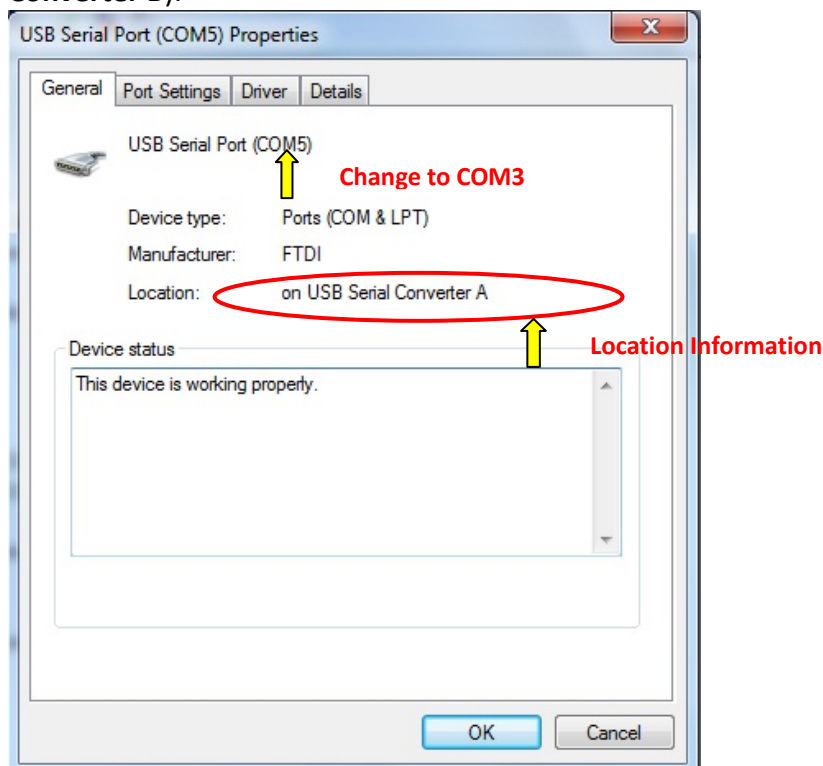 Converter B).
USB Serial Port (COM5) Properties
X
General Port Settings Driver Details
USB Serial Port (COM5)
Change to COM3
Device type: Ports (COM & LPT)
Manufacturer: FTDI
Location: on USB Serial Converter A
Location Information
Device status
This device is working properly.
OK Cancel